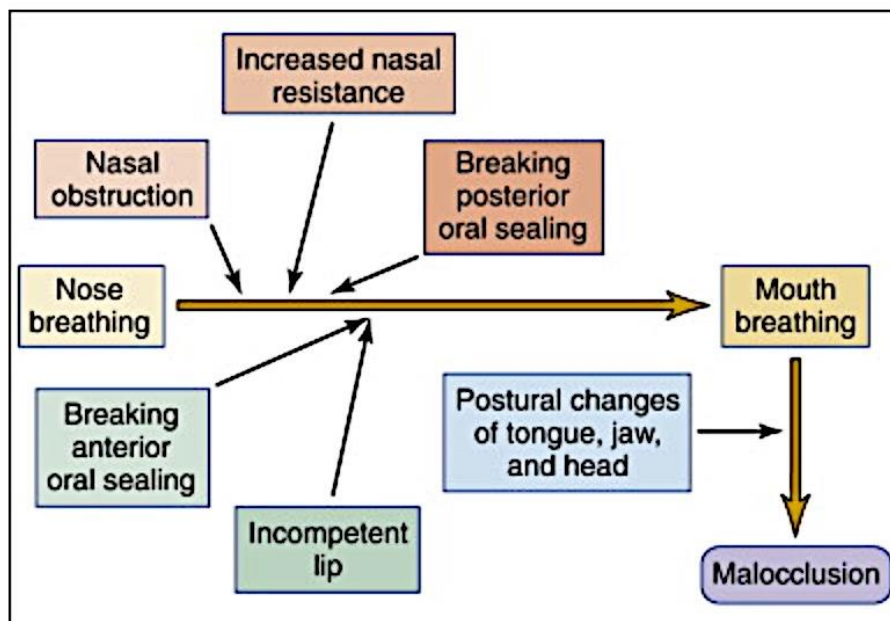 Increased nasal
resistance
Nasal
obstruction
Breaking
posterior
oral sealing
Nose
breathing
Mouth
breathing
Breaking
anterior
oral sealing
Postural changes
of tongue, jaw,
and head
Incompetent
lip
Malocclusion